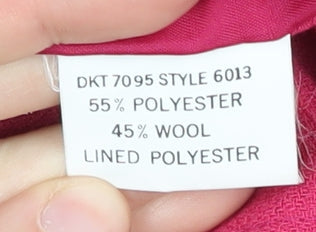 DKT 7095 STYLE 6013
55% POLYESTER
45% WOOL
LINED POLYESTER